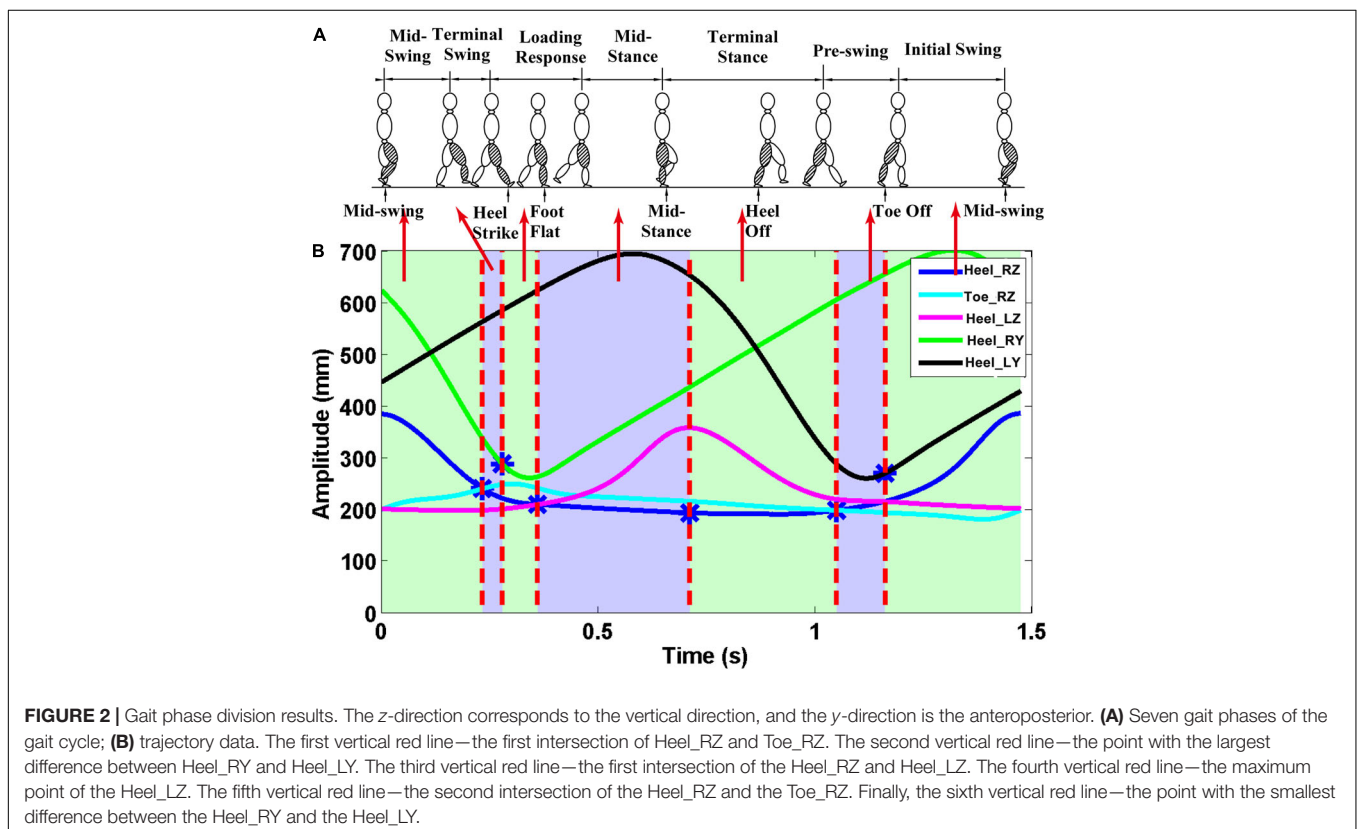 A
Mid- Terminal Loading Mid- Terminal Pre-swing Initial Swing
Swing Swing Response Stance Stance
Mid-swing Heel Foot Mid- Heel Toe Off Mid-swing
Strike Flat Stance Off
B
700
600
500
400
300
200
100
0
Amplitude (mm)
Heel_RZ
Toe_RZ
Heel_LZ
Heel_RY
Heel_LY
0 0.5 1 1.5
Time (s)
FIGURE 2 | Gait phase division results. The z-direction corresponds to the vertical direction, and the y-direction is the anteroposterior. (A) Seven gait phases of the
gait cycle; (B) trajectory data. The first vertical red line—the first intersection of Heel_RZ and Toe_RZ. The second vertical red line—the point with the largest
difference between Heel_RY and Heel_LY. The third vertical red line—the first intersection of the Heel_RZ and Heel_LZ. The fourth vertical red line—the maximum
point of the Heel_LZ. The fifth vertical red line—the second intersection of the Heel_RZ and the Toe_RZ. Finally, the sixth vertical red line—the point with the smallest
difference between the Heel_RY and the Heel_LY.